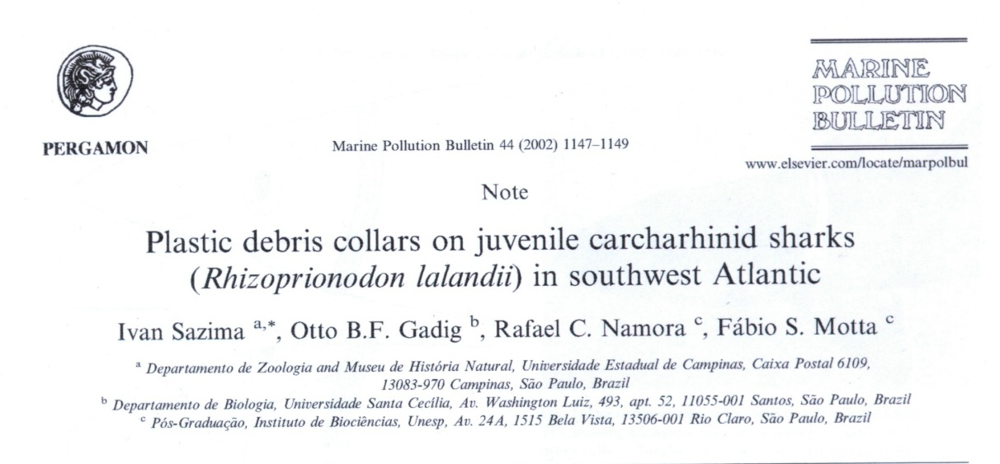 PERGAMON
MARINE
POLLUTION
BULLETIN
Marine Pollution Bulletin 44 (2002) 1147–1149
www.elsevier.com/locate/marpolbul
Note
Plastic debris collars on juvenile carcharhinid sharks
(Rhizoprionodon lalandii) in southwest Atlantic
Ivan Sazima a,*, Otto B.F. Gadig b, Rafael C. Namora c, Fábio S. Motta c
a Departamento de Zoologia and Museu de História Natural, Universidade Estadual de Campinas, Caixa Postal 6109,
13083-970 Campinas, São Paulo, Brazil
b Departamento de Biologia, Universidade Santa Cecília, Av. Washington Luiz, 493, apt. 52, 11055-001 Santos, São Paulo, Brazil
c Pós-Graduação, Instituto de Biociências, Unesp, Av. 24A, 1515 Bela Vista, 13506-001 Rio Claro, São Paulo, Brazil